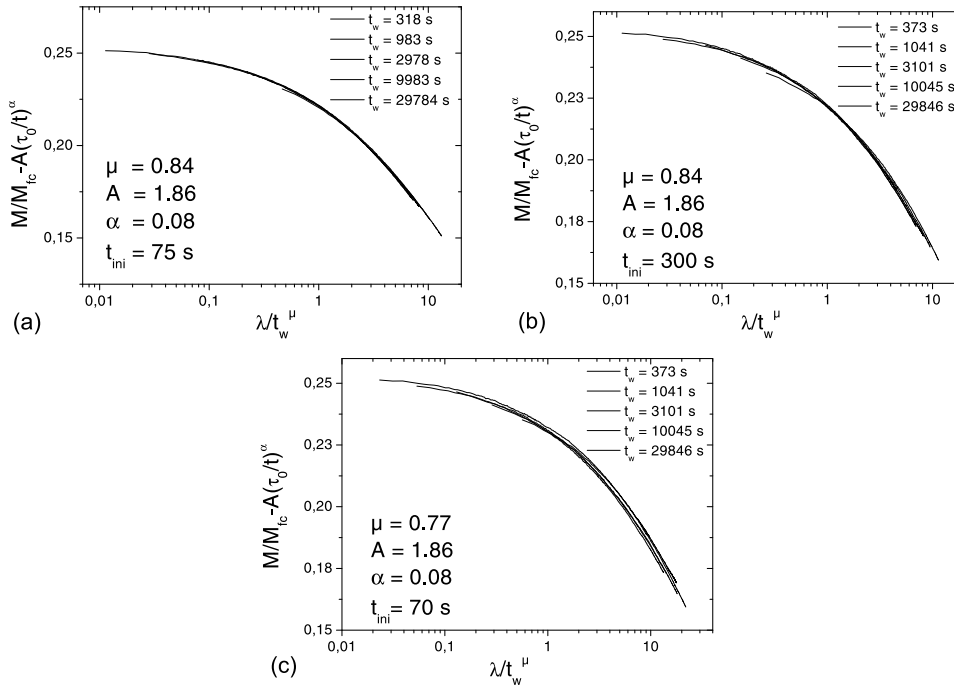 t_w = 318 s
t_w = 983 s
t_w = 2978 s
t_w = 9983 s
t_w = 29784 s
0,25
0,20
0,15
M/M_fc-A(τ_0/t)^α
μ = 0.84
A = 1.86
α = 0.08
t_ini = 75 s
0,01 0,1 1 10
λ/t_w^μ
(a)
t_w = 373 s
t_w = 1041 s
t_w = 3101 s
t_w = 10045 s
t_w = 29846 s
0,25
0,23
0,20
0,18
0,15
M/M_fc-A(τ_0/t)^α
μ = 0.84
A = 1.86
α = 0.08
t_ini = 300 s
0,01 0,1 1 10
λ/t_w^μ
(b)
t_w = 373 s
t_w = 1041 s
t_w = 3101 s
t_w = 10045 s
t_w = 29846 s
0,25
0,23
0,20
0,18
0,15
M/M_fc-A(τ_0/t)^α
μ = 0.77
A = 1.86
α = 0.08
t_ini = 70 s
0,01 0,1 1 10
λ/t_w^μ
(c)